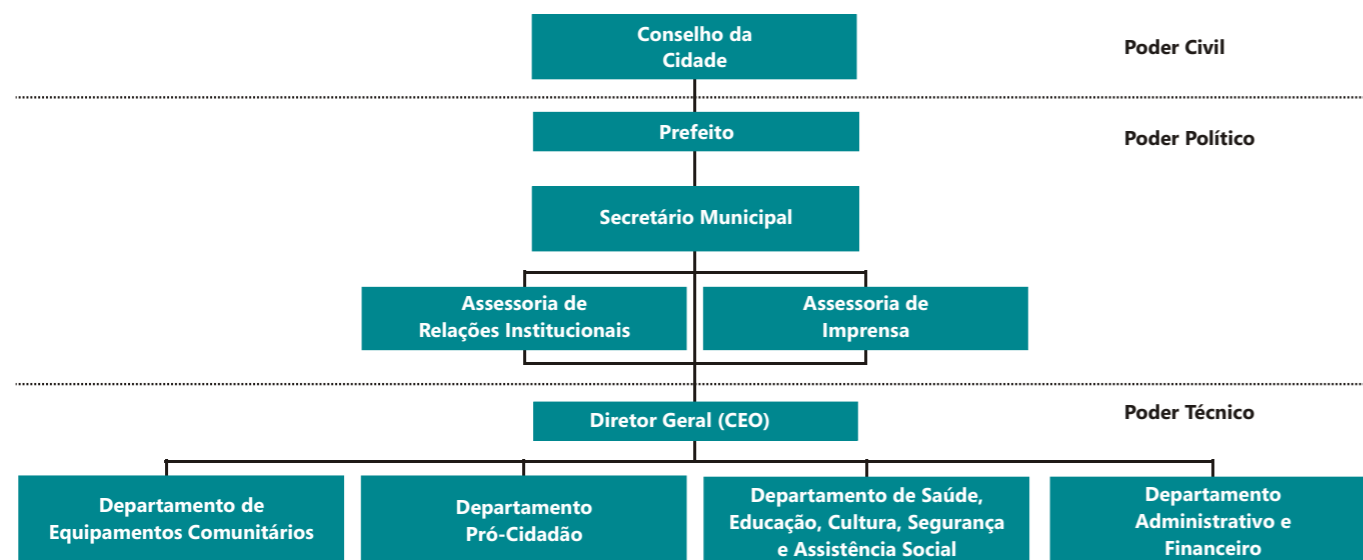 Conselho da
Cidade
Poder Civil
Prefeito
Poder Político
Secretário Municipal
Assessoria de
Relações Institucionais
Assessoria de
Imprensa
Diretor Geral (CEO)
Poder Técnico
Departamento de
Equipamentos Comunitários
Departamento
Pró-Cidadão
Departamento de Saúde,
Educação, Cultura, Segurança
e Assistência Social
Departamento
Administrativo e
Financeiro